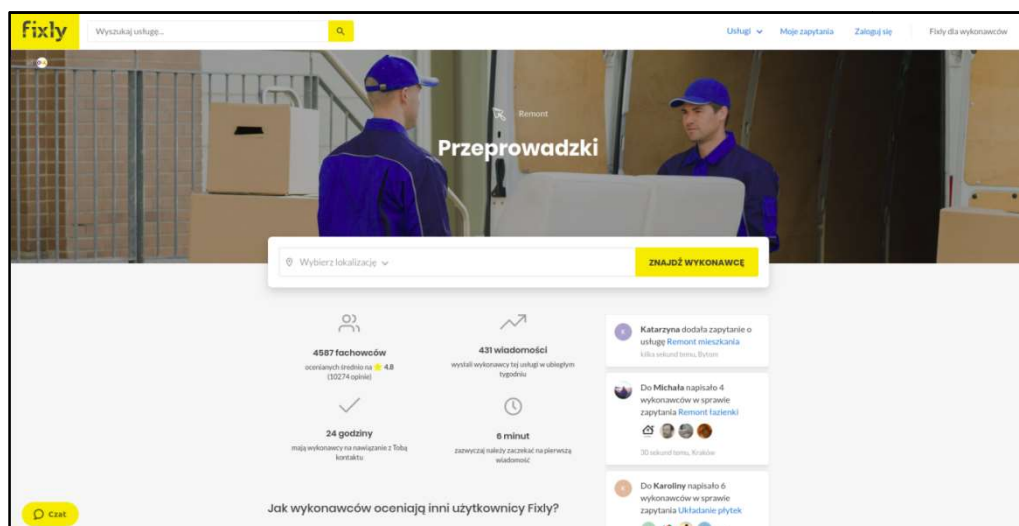 fixly
Wyszukaj usługę...
Usługi
Moje zapytania
Zaloguj się
Fixly dla wykonawców
Remont
Przeprowadzki
Wybierz lokalizację
ZNAJDŹ WYKONAWCĘ
4587 fachowców
ocenianych średnio na 4.8
(10274 opinie)
431 wiadomości
wysłali wykonawcy tej usługi w ubiegłym
tygodniu
24 godziny
mają wykonawcy na nawiązanie z Tobą
kontaktu
6 minut
zazwyczaj należy zaczekać na pierwszą
wiadomość
Katarzyna dodała zapytanie o
usługę Remont mieszkania
kilka sekund temu, Bytom
Do Michała napisało 4
wykonawców w sprawie
zapytania Remont łazienki
30 sekund temu, Kraków
Do Karoliny napisało 6
wykonawców w sprawie
zapytania Układanie płytek
Jak wykonawców oceniają inni użytkownicy Fixly?
Czat